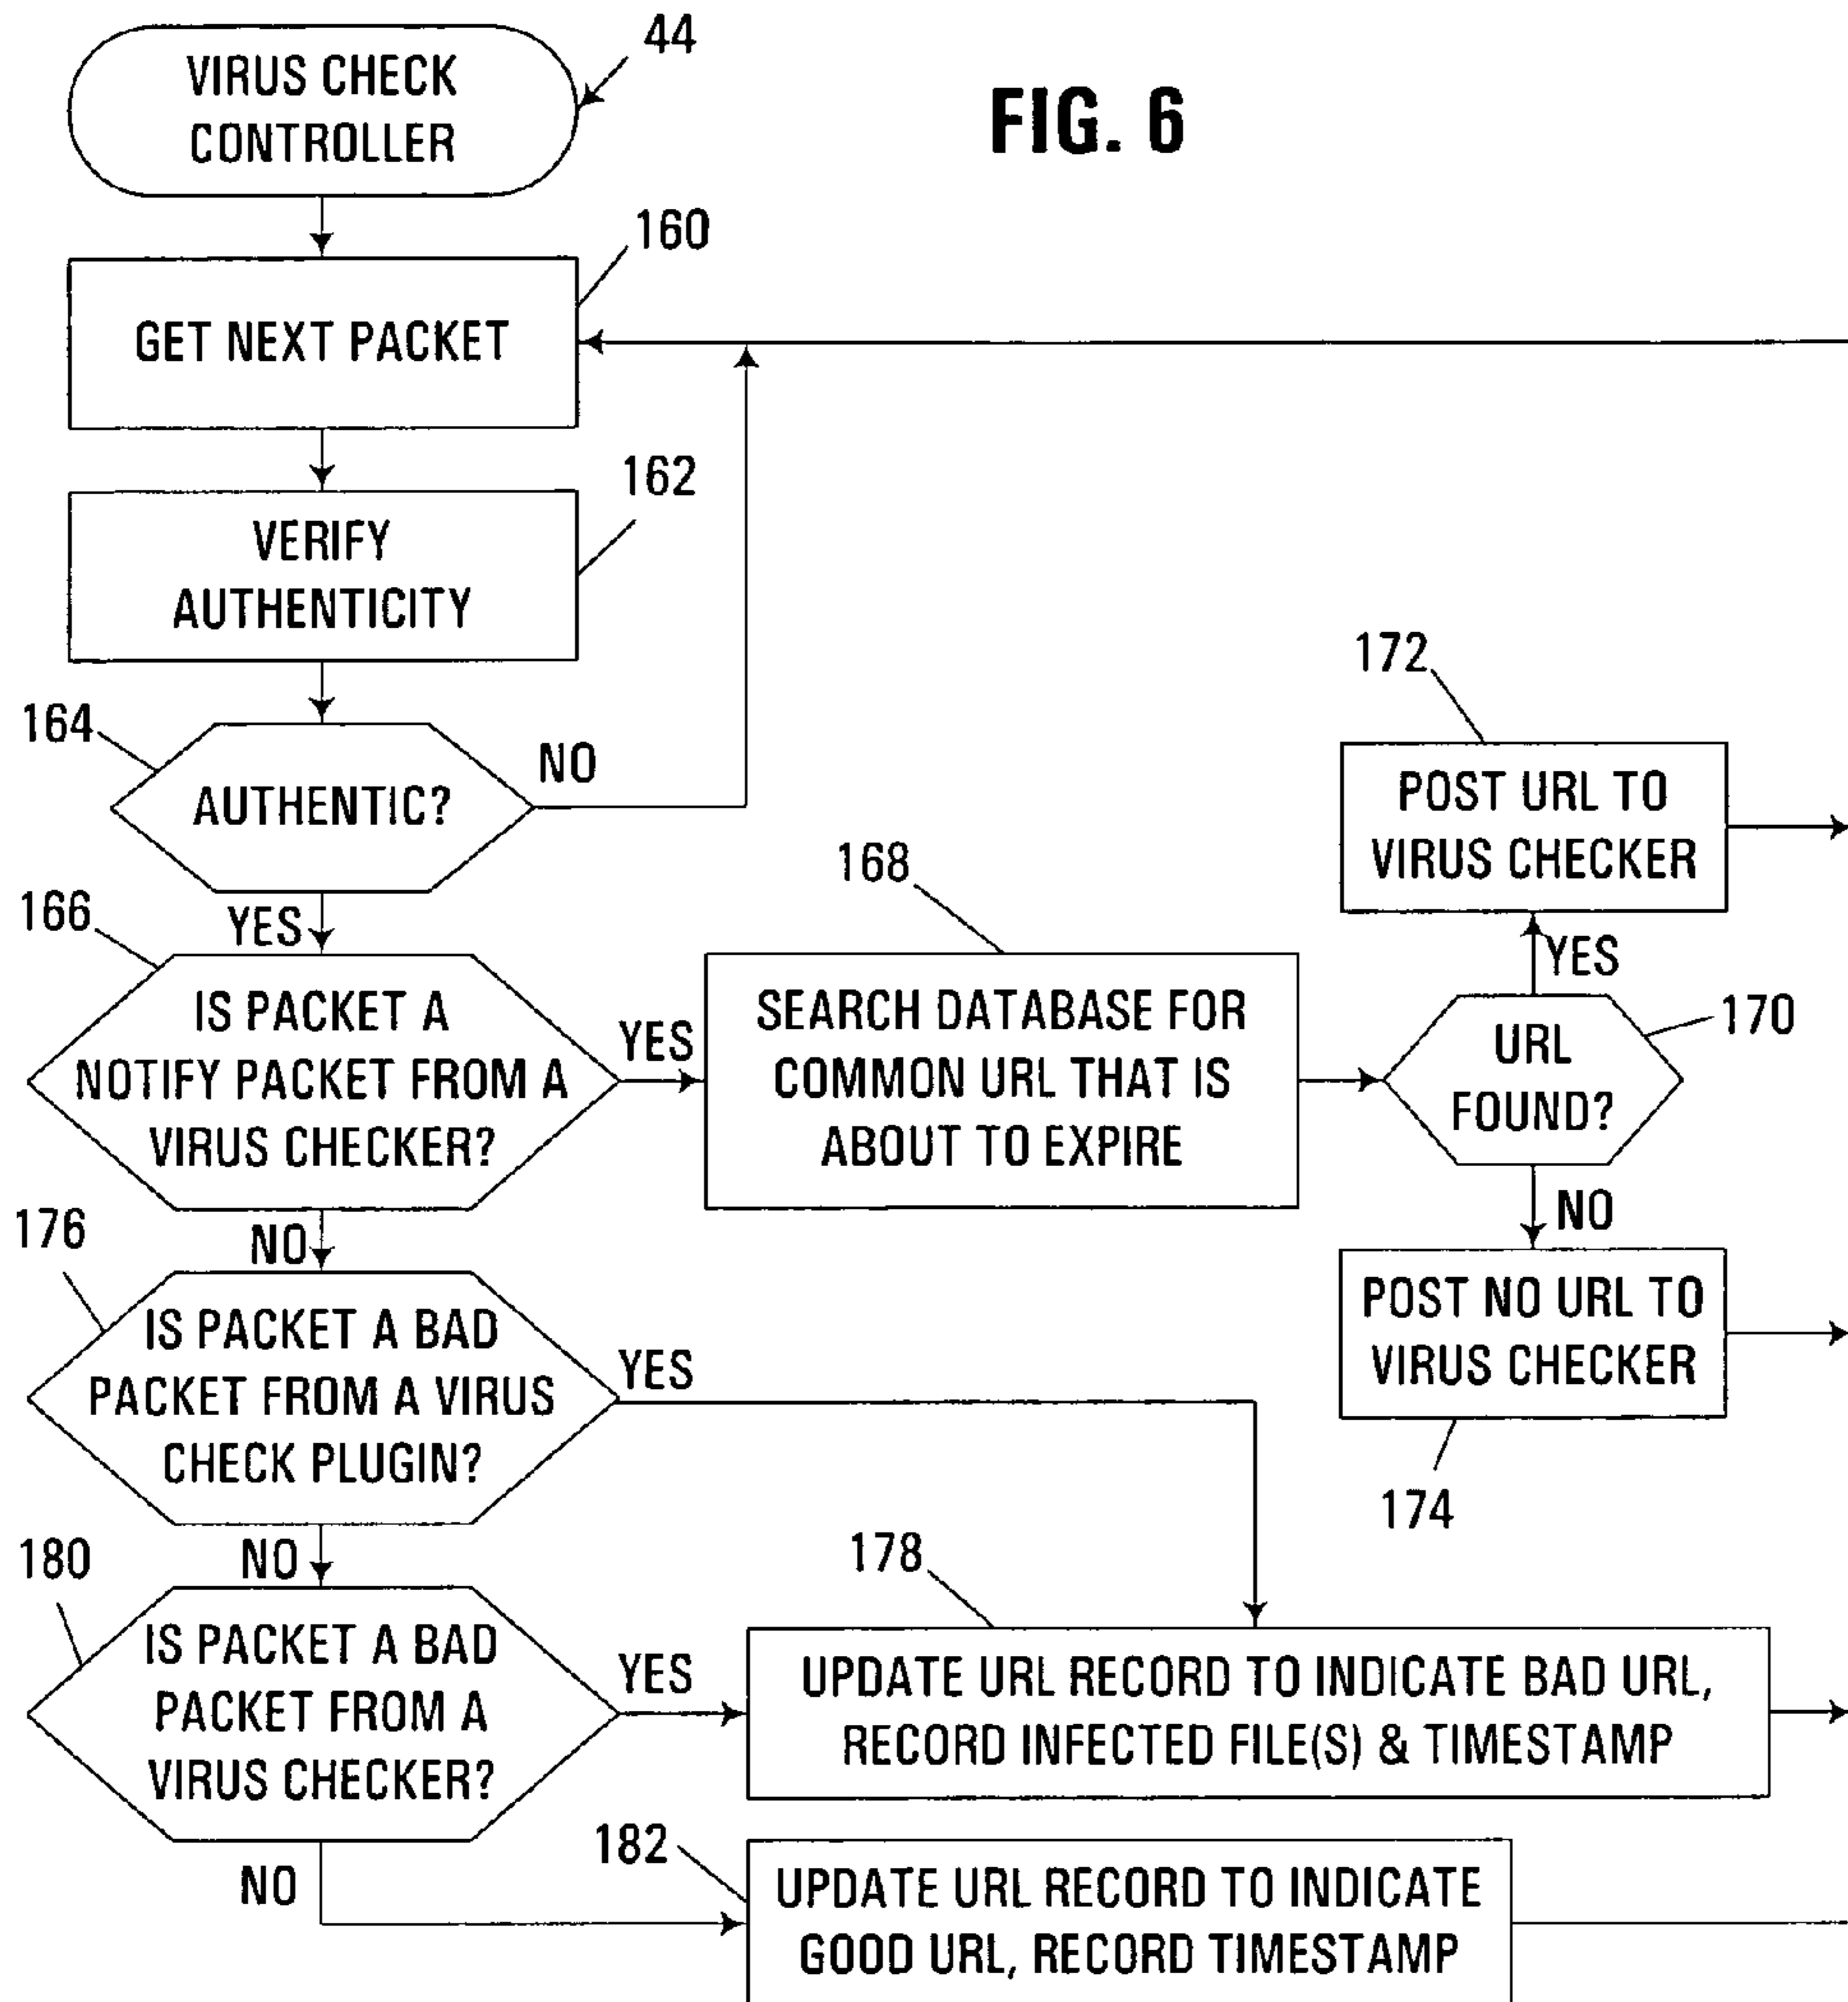 VIRUS CHECK
CONTROLLER
44
FIG. 6
GET NEXT PACKET
160
VERIFY
AUTHENTICITY
162
164
AUTHENTIC?
NO
YES
166
IS PACKET A
NOTIFY PACKET FROM A
VIRUS CHECKER?
YES
168
SEARCH DATABASE FOR
COMMON URL THAT IS
ABOUT TO EXPIRE
172
POST URL TO
VIRUS CHECKER
YES
170
URL
FOUND?
NO
POST NO URL TO
VIRUS CHECKER
174
NO
176
IS PACKET A BAD
PACKET FROM A VIRUS
CHECK PLUGIN?
YES
NO
180
IS PACKET A BAD
PACKET FROM A
VIRUS CHECKER?
YES
178
UPDATE URL RECORD TO INDICATE BAD URL,
RECORD INFECTED FILE(S) & TIMESTAMP
NO
182
UPDATE URL RECORD TO INDICATE
GOOD URL, RECORD TIMESTAMP